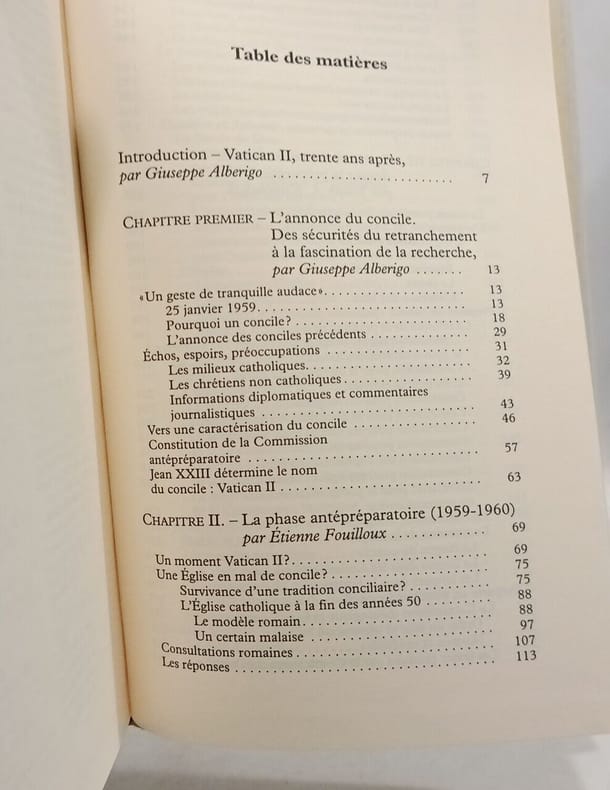 Table des matières
Introduction – Vatican II, trente ans après,
par Giuseppe Alberigo .......................... 7
CHAPITRE PREMIER – L'annonce du concile.
Des sécurités du retranchement
à la fascination de la recherche,
par Giuseppe Alberigo ....... 13
«Un geste de tranquille audace». .................... 13
25 janvier 1959. .............................. 13
Pourquoi un concile? ......................... 18
L'annonce des conciles précédents .............. 29
Échos, espoirs, préoccupations .................... 31
Les milieux catholiques. ....................... 32
Les chrétiens non catholiques .................. 39
Informations diplomatiques et commentaires
journalistiques .............................. 43
Vers une caractérisation du concile ................. 46
Constitution de la Commission
antépréparatoire ................................ 57
Jean XXIII détermine le nom
du concile : Vatican II ............................ 63
CHAPITRE II. – La phase antépréparatoire (1959-1960)
par Étienne Fouilloux ............. 69
Un moment Vatican II? .......................... 69
Une Église en mal de concile? ..................... 75
Survivance d'une tradition conciliaire? ........... 75
L'Église catholique à la fin des années 50 ......... 88
Le modèle romain. .......................... 88
Un certain malaise .......................... 97
Consultations romaines ........................... 107
Les réponses ................................... 113